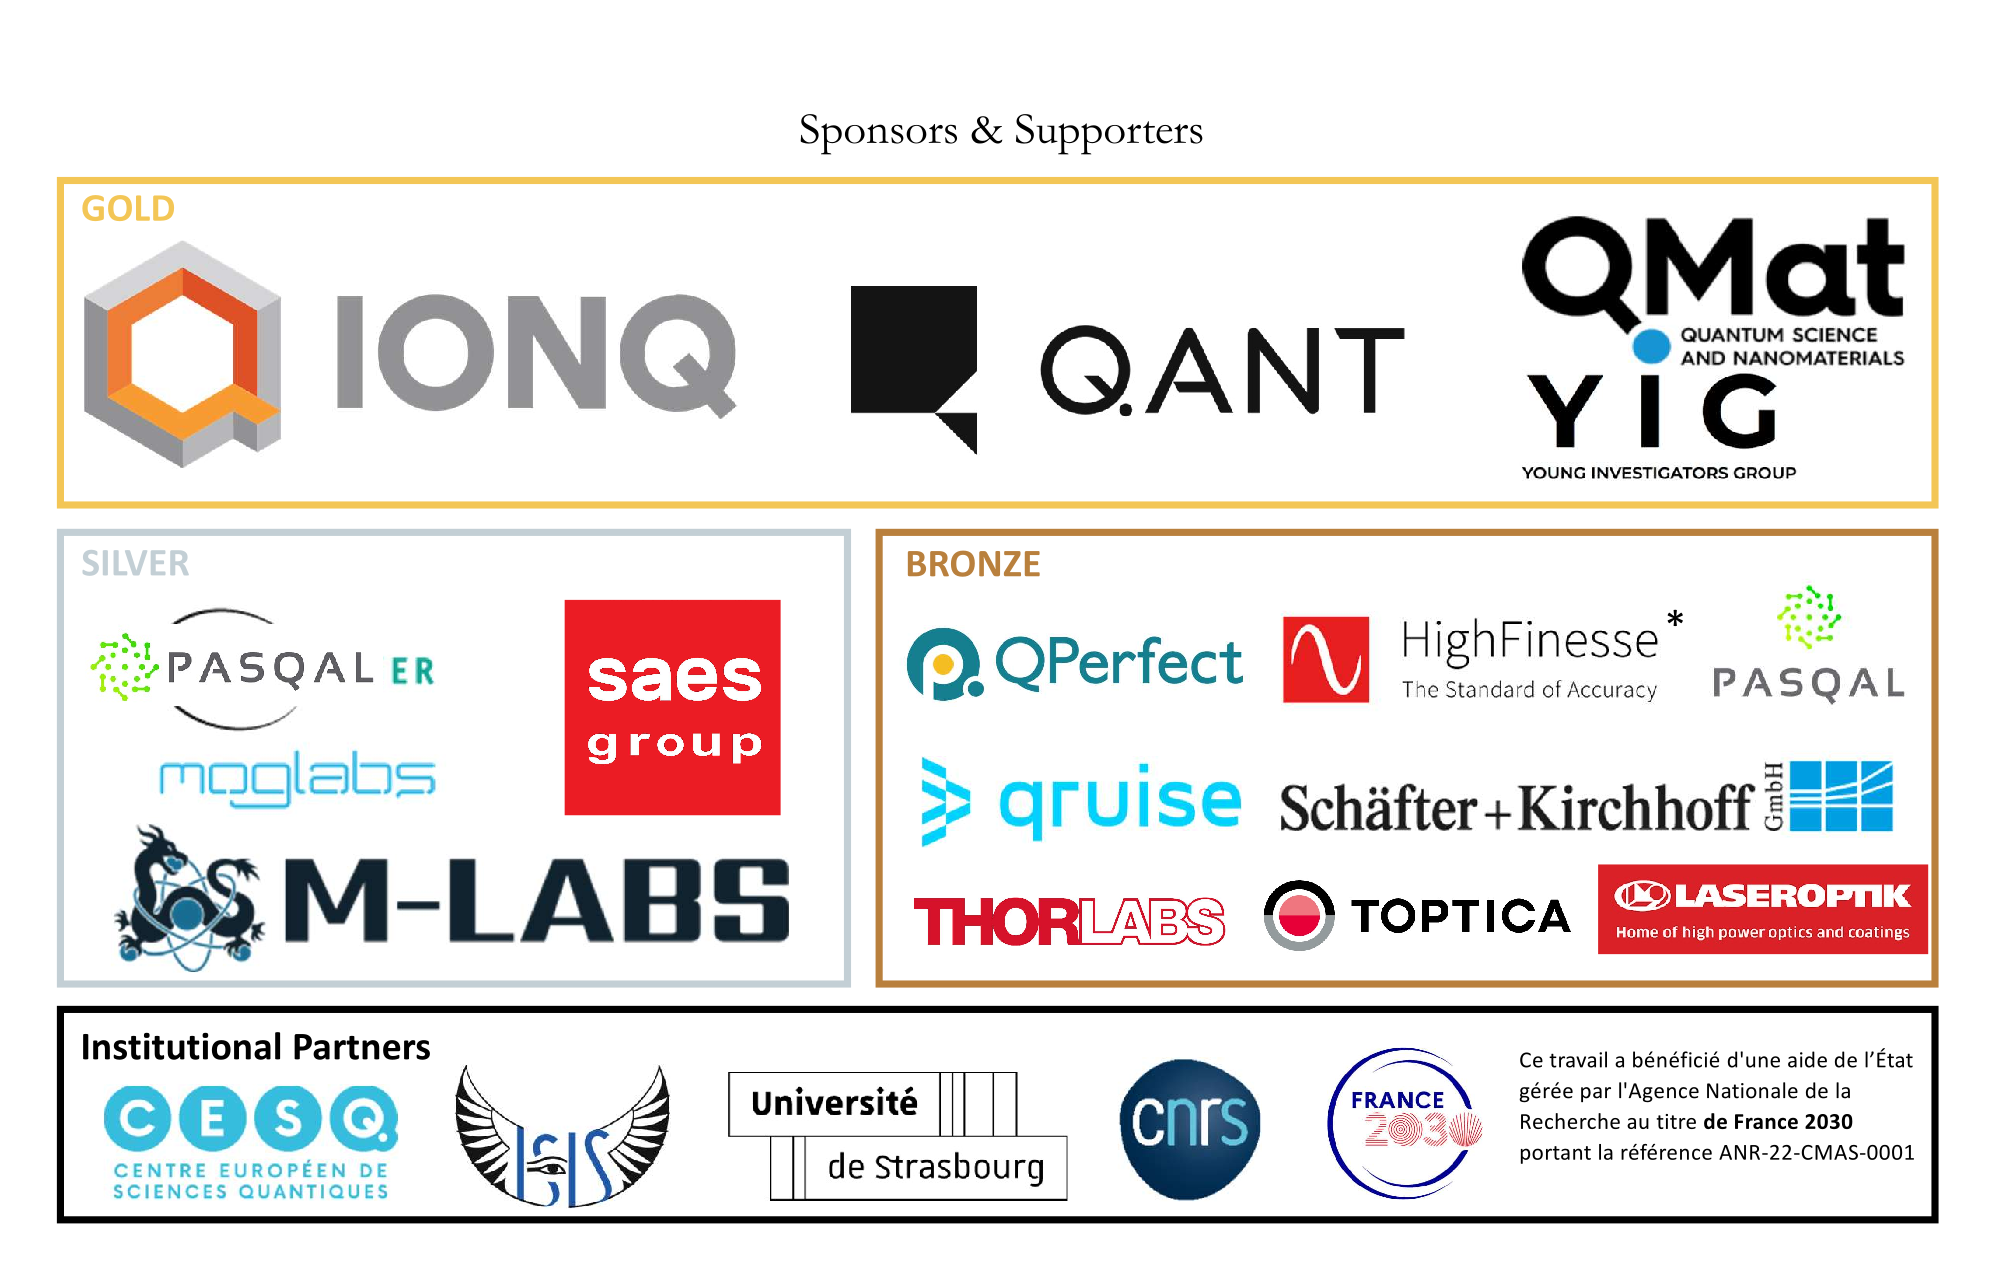 Sponsors & Supporters
GOLD
IONQ
Q.ANT
QMat
QUANTUM SCIENCE
AND NANOMATERIALS
YiG
YOUNG INVESTIGATORS GROUP
SILVER
PASQAL ER
saes
group
moglabs
M-LABS
BRONZE
QPerfect
HighFinesse*
The Standard of Accuracy
PASQAL
qruise
Schäfter+Kirchhoff GmbH
THORLABS
TOPTICA
LASEROPTIK
Home of high power optics and coatings
Institutional Partners
CESQ
CENTRE EUROPÉEN DE
SCIENCES QUANTIQUES
ISIS
Université
de Strasbourg
cnrs
FRANCE
2030
Ce travail a bénéficié d'une aide de l’État
gérée par l'Agence Nationale de la
Recherche au titre de France 2030
portant la référence ANR-22-CMAS-0001